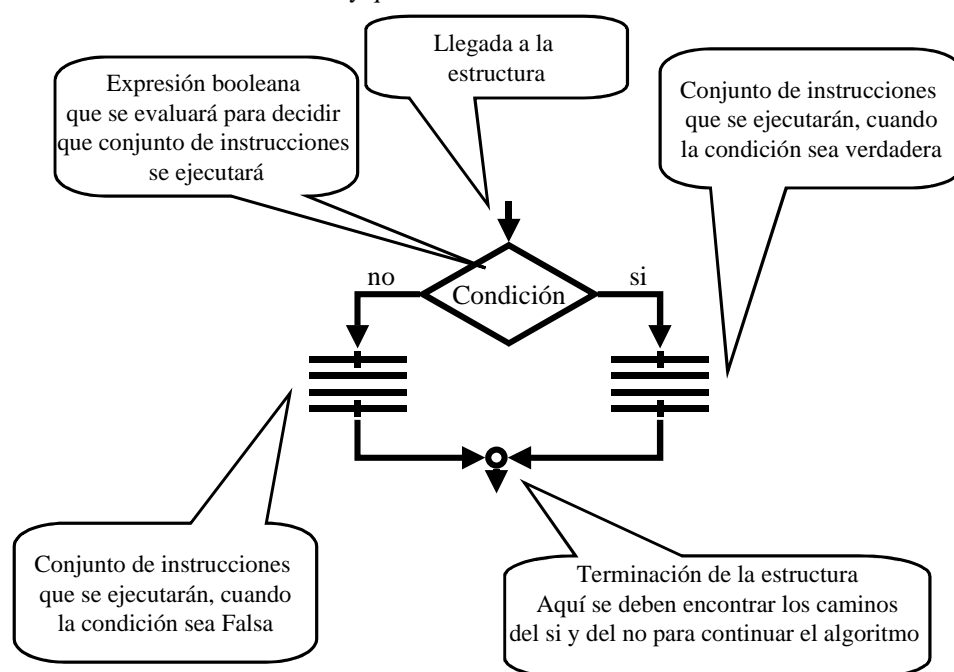 Llegada a la
estructura
Expresión booleana
que se evaluará para decidir
que conjunto de instrucciones
se ejecutará
Conjunto de instrucciones
que se ejecutarán, cuando
la condición sea verdadera
no
Condición
si
Conjunto de instrucciones
que se ejecutarán, cuando
la condición sea Falsa
Terminación de la estructura
Aquí se deben encontrar los caminos
del si y del no para continuar el algoritmo